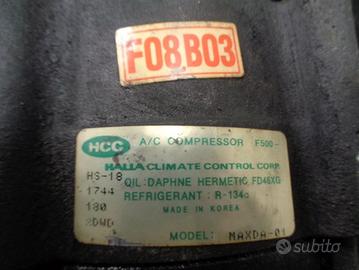 F08B03
HCC A/C COMPRESSOR F500-
HALLA CLIMATE CONTROL CORP.
HS-18 OIL: DAPHNE HERMETIC FD46XG
1744 REFRIGERANT: R-134a
180 MADE IN KOREA
2DWD
MODEL: MAXDA-01
subito